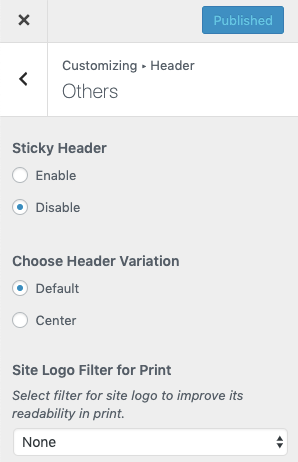 Published
Customizing ▸ Header
Others
Sticky Header
Enable
Disable
Choose Header Variation
Default
Center
Site Logo Filter for Print
Select filter for site logo to improve its
readability in print.
None